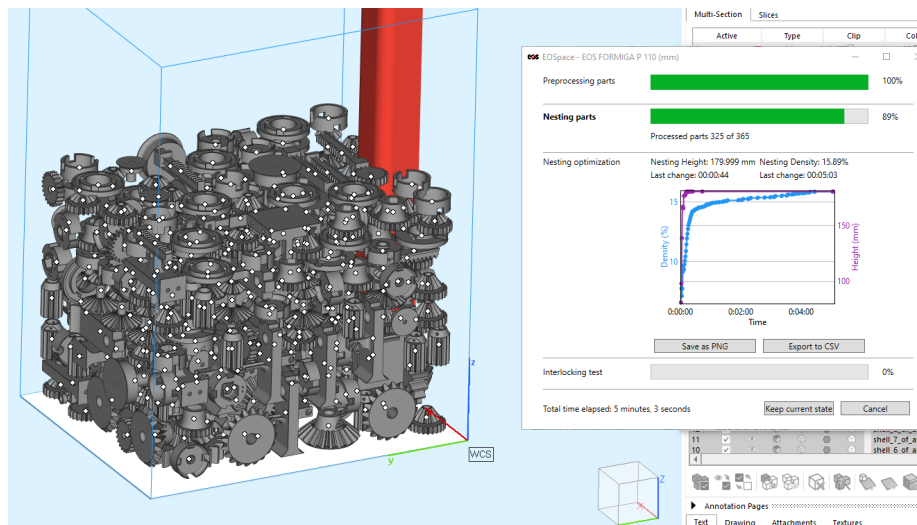 Multi-Section Slices
Active Type Clip Col
eos EOSpace - EOS FORMIGA P 110 (mm)
Preprocessing parts 100%
Nesting parts 89%
Processed parts 325 of 365
Nesting optimization Nesting Height: 179.999 mm Nesting Density: 15.89%
Last change: 00:00:44 Last change: 00:05:03
15
150
10
100
Density (%)
Height (mm)
0:00:00 0:02:00 0:04:00
Time
Save as PNG Export to CSV
Interlocking test 0%
Total time elapsed: 5 minutes, 3 seconds Keep current state Cancel
11 shell_7_of_a
10 shell_6_of_a
z
y
WCS
Z
Annotation Pages
Text Drawing Attachments Textures